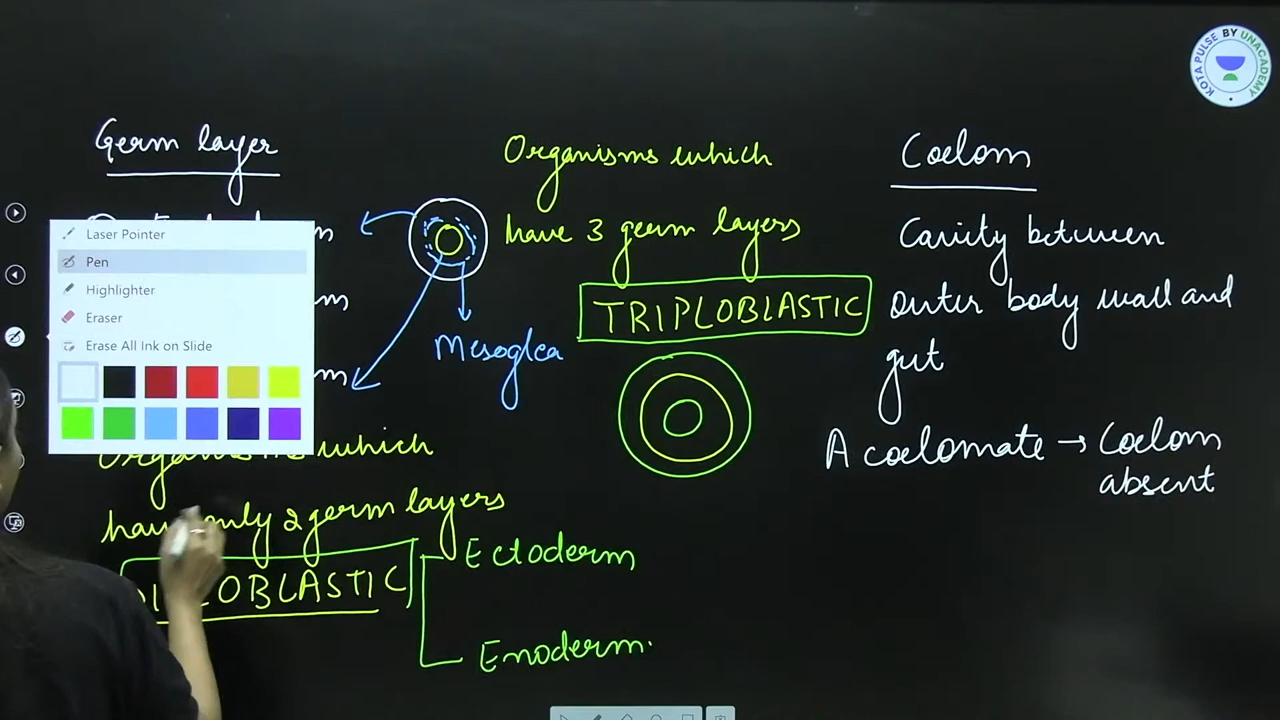 Germ layer
m
m
m
Laser Pointer
Pen
Highlighter
Eraser
Erase All Ink on Slide
Mesoglea
which
only 2 germ layers
LOBLASTIC
Ectoderm
Enoderm.
Organisms which
have 3 germ layers
TRIPLOBLASTIC
Coelom
Cavity between
outer body wall and
gut
A coelomate → Coelom
absent
KOTA PULSE BY UNACADEMY